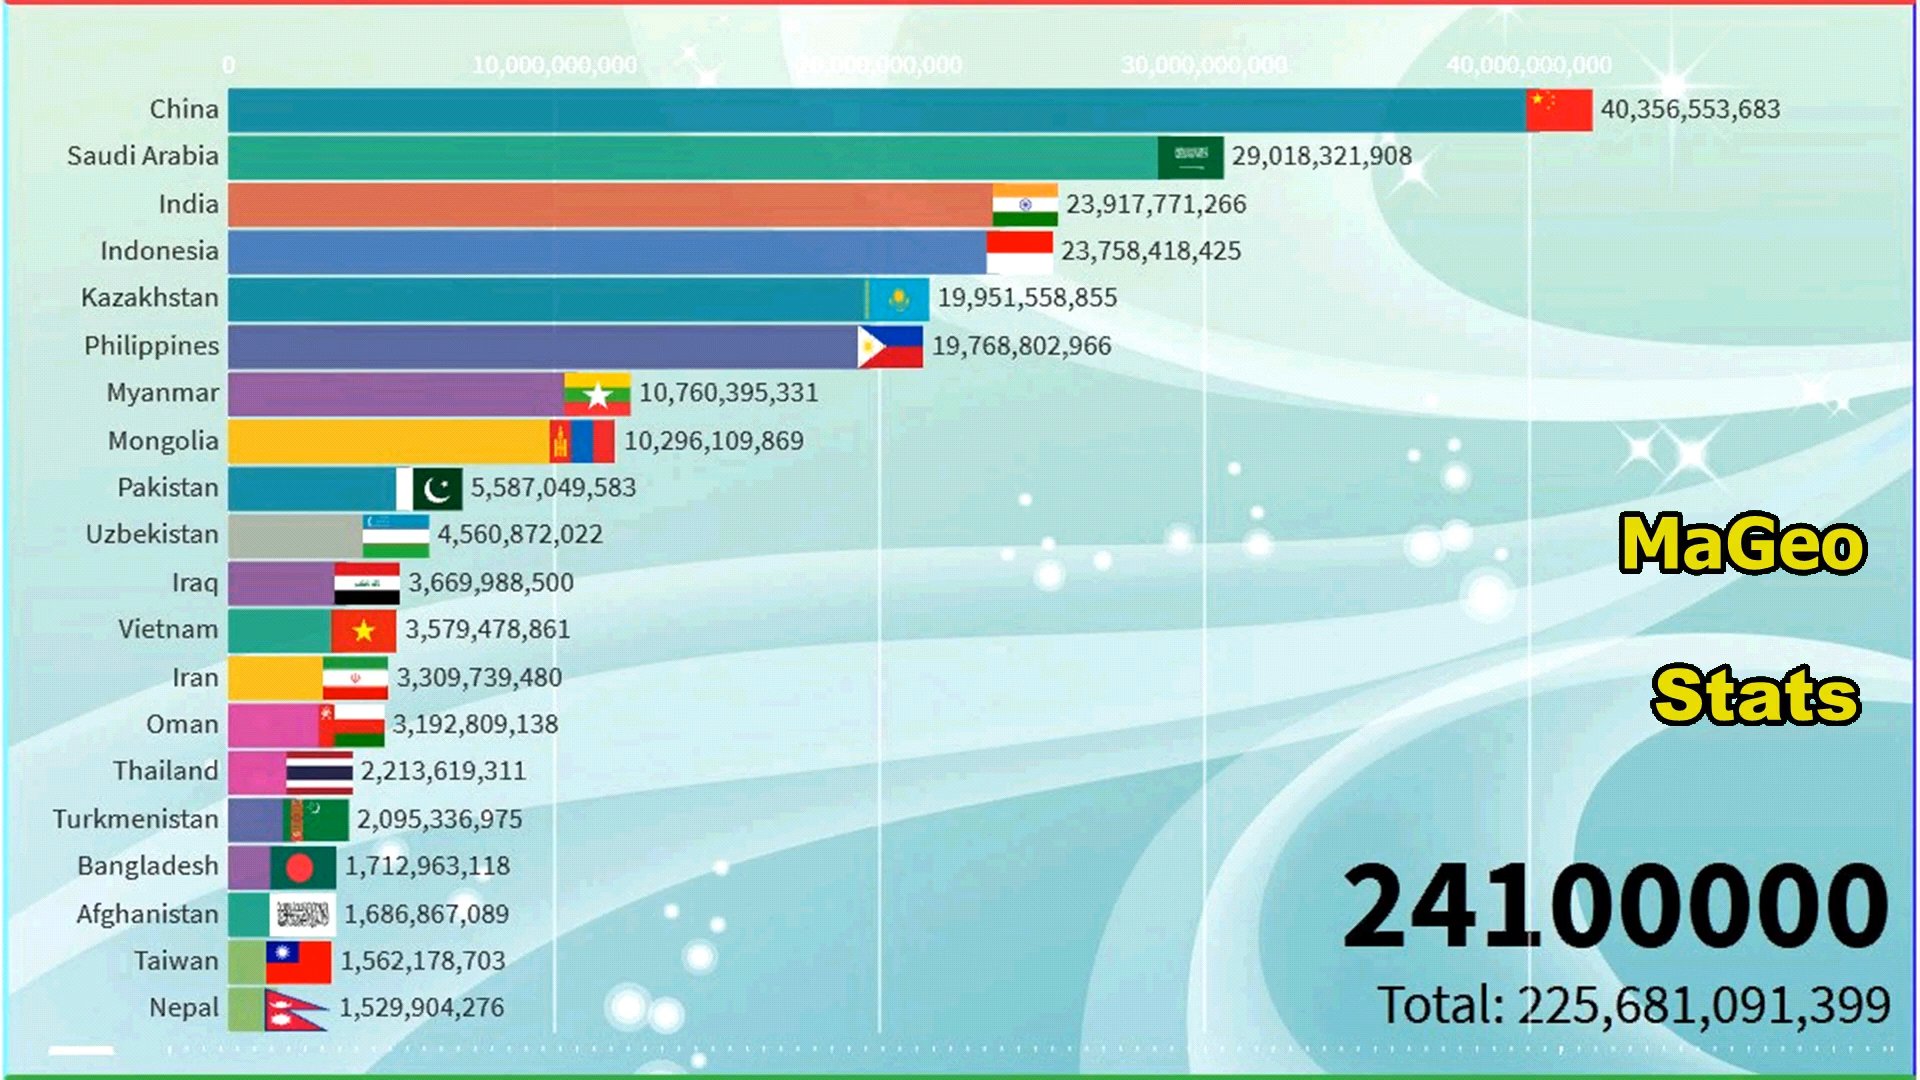 0 10,000,000,000 20,000,000,000 30,000,000,000 40,000,000,000
China 40,356,553,683
Saudi Arabia 29,018,321,908
India 23,917,771,266
Indonesia 23,758,418,425
Kazakhstan 19,951,558,855
Philippines 19,768,802,966
Myanmar 10,760,395,331
Mongolia 10,296,109,869
Pakistan 5,587,049,583
Uzbekistan 4,560,872,022
Iraq 3,669,988,500
Vietnam 3,579,478,861
Iran 3,309,739,480
Oman 3,192,809,138
Thailand 2,213,619,311
Turkmenistan 2,095,336,975
Bangladesh 1,712,963,118
Afghanistan 1,686,867,089
Taiwan 1,562,178,703
Nepal 1,529,904,276
MaGeo
Stats
24100000
Total: 225,681,091,399